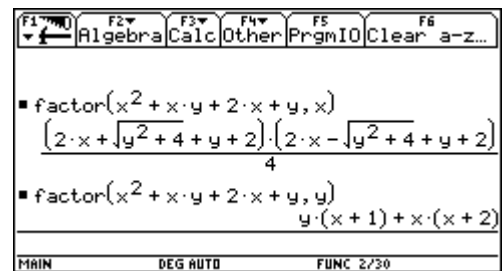 F1 F2▾ F3▾ F4▾ F5 F6
Algebra Calc Other PrgmIO Clear a-z…
▪ factor(x² + x·y + 2·x + y, x)
(2·x + √(y² + 4) + y + 2)·(2·x - √(y² + 4) + y + 2)
4
▪ factor(x² + x·y + 2·x + y, y)
y·(x + 1) + x·(x + 2)
MAIN DEG AUTO FUNC 2/30